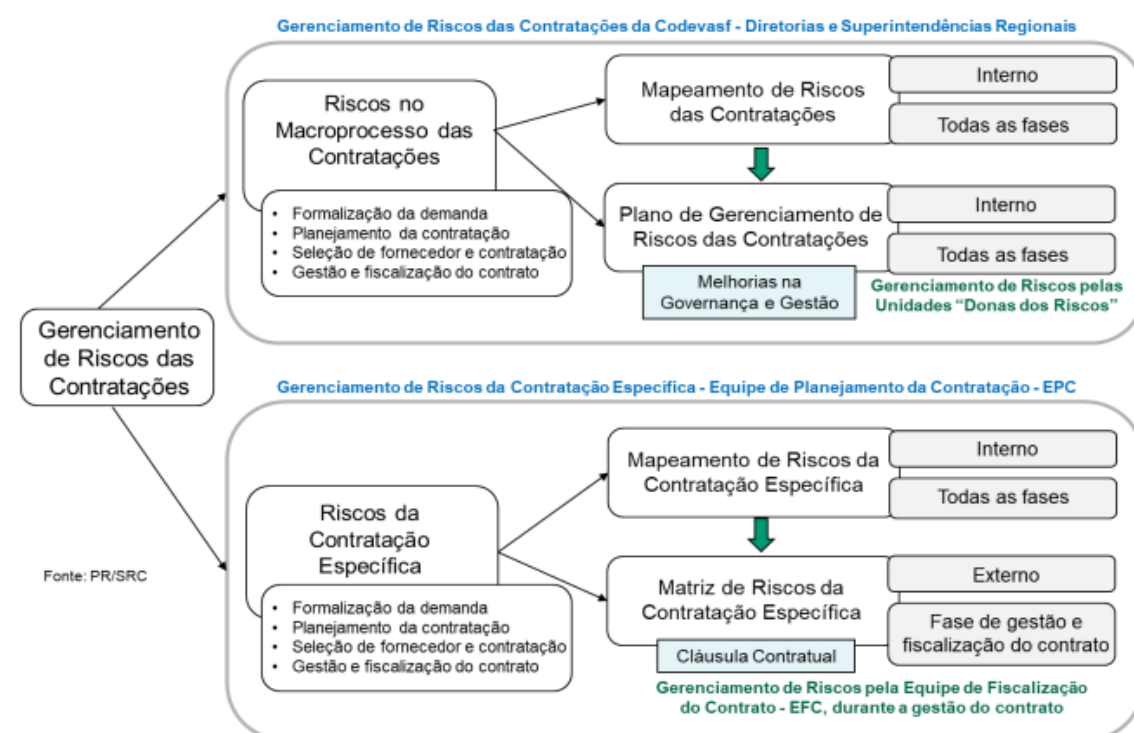 Gerenciamento de Riscos das Contratações da Codevasf - Diretorias e Superintendências Regionais
Riscos no
Macroprocesso das
Contratações
• Formalização da demanda
• Planejamento da contratação
• Seleção de fornecedor e contratação
• Gestão e fiscalização do contrato
Mapeamento de Riscos
das Contratações
Interno
Todas as fases
Plano de Gerenciamento de
Riscos das Contratações
Interno
Todas as fases
Melhorias na
Governança e Gestão
Gerenciamento de Riscos pelas
Unidades “Donas dos Riscos”
Gerenciamento
de Riscos das
Contratações
Gerenciamento de Riscos da Contratação Específica - Equipe de Planejamento da Contratação - EPC
Riscos da
Contratação
Específica
• Formalização da demanda
• Planejamento da contratação
• Seleção de fornecedor e contratação
• Gestão e fiscalização do contrato
Mapeamento de Riscos da
Contratação Específica
Interno
Todas as fases
Matriz de Riscos da
Contratação Específica
Externo
Fase de gestão e
fiscalização do contrato
Cláusula Contratual
Gerenciamento de Riscos pela Equipe de Fiscalização
do Contrato - EFC, durante a gestão do contrato
Fonte: PR/SRC